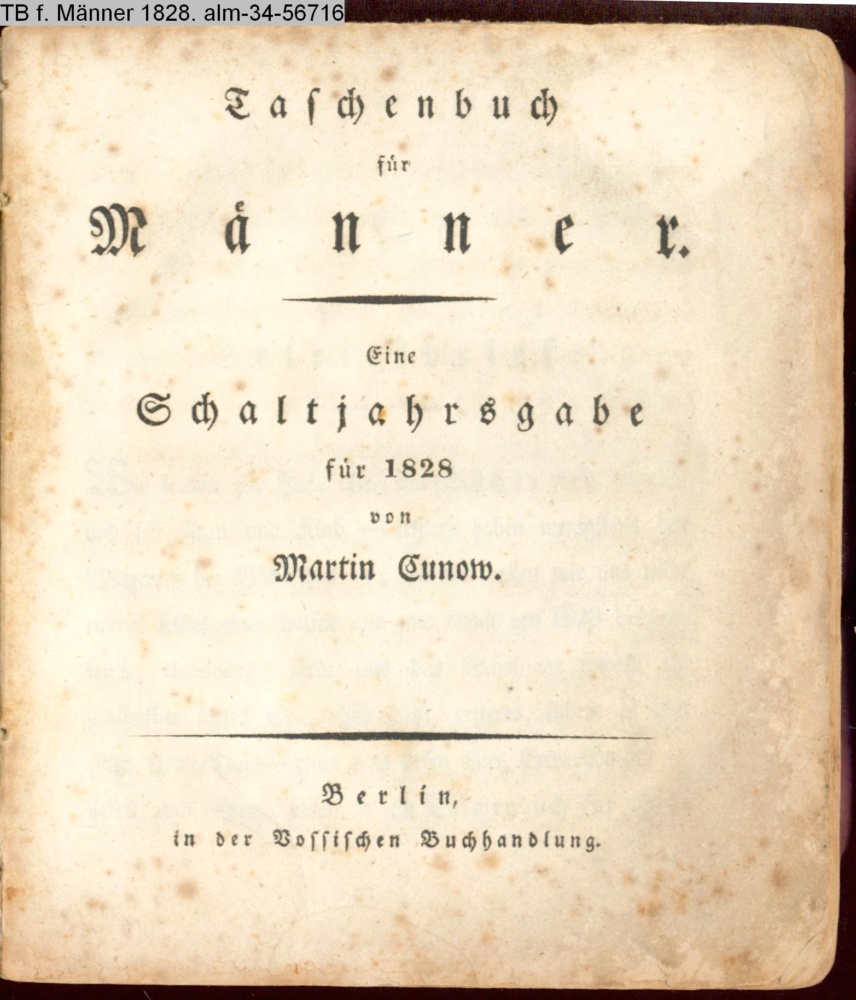 TB f. Männer 1828. alm-34-56716
Taschenbuch
für
Männer.
Eine
Schaltjahrsgabe
für 1828
von
Martin Cunow.
Berlin,
in der Vossischen Buchhandlung.